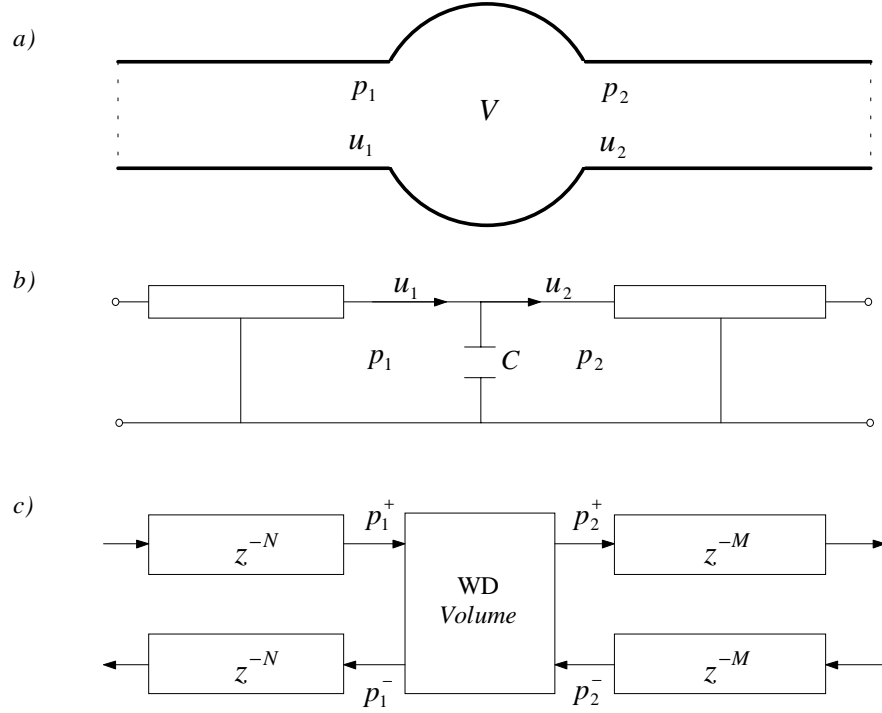 a)
p₁ p₂
V
u₁ u₂
b)
u₁ u₂
p₁ C p₂
c)
p₁⁺ p₂⁺
z⁻ᴺ z⁻ᴹ
WD
Volume
z⁻ᴺ z⁻ᴹ
p₁⁻ p₂⁻